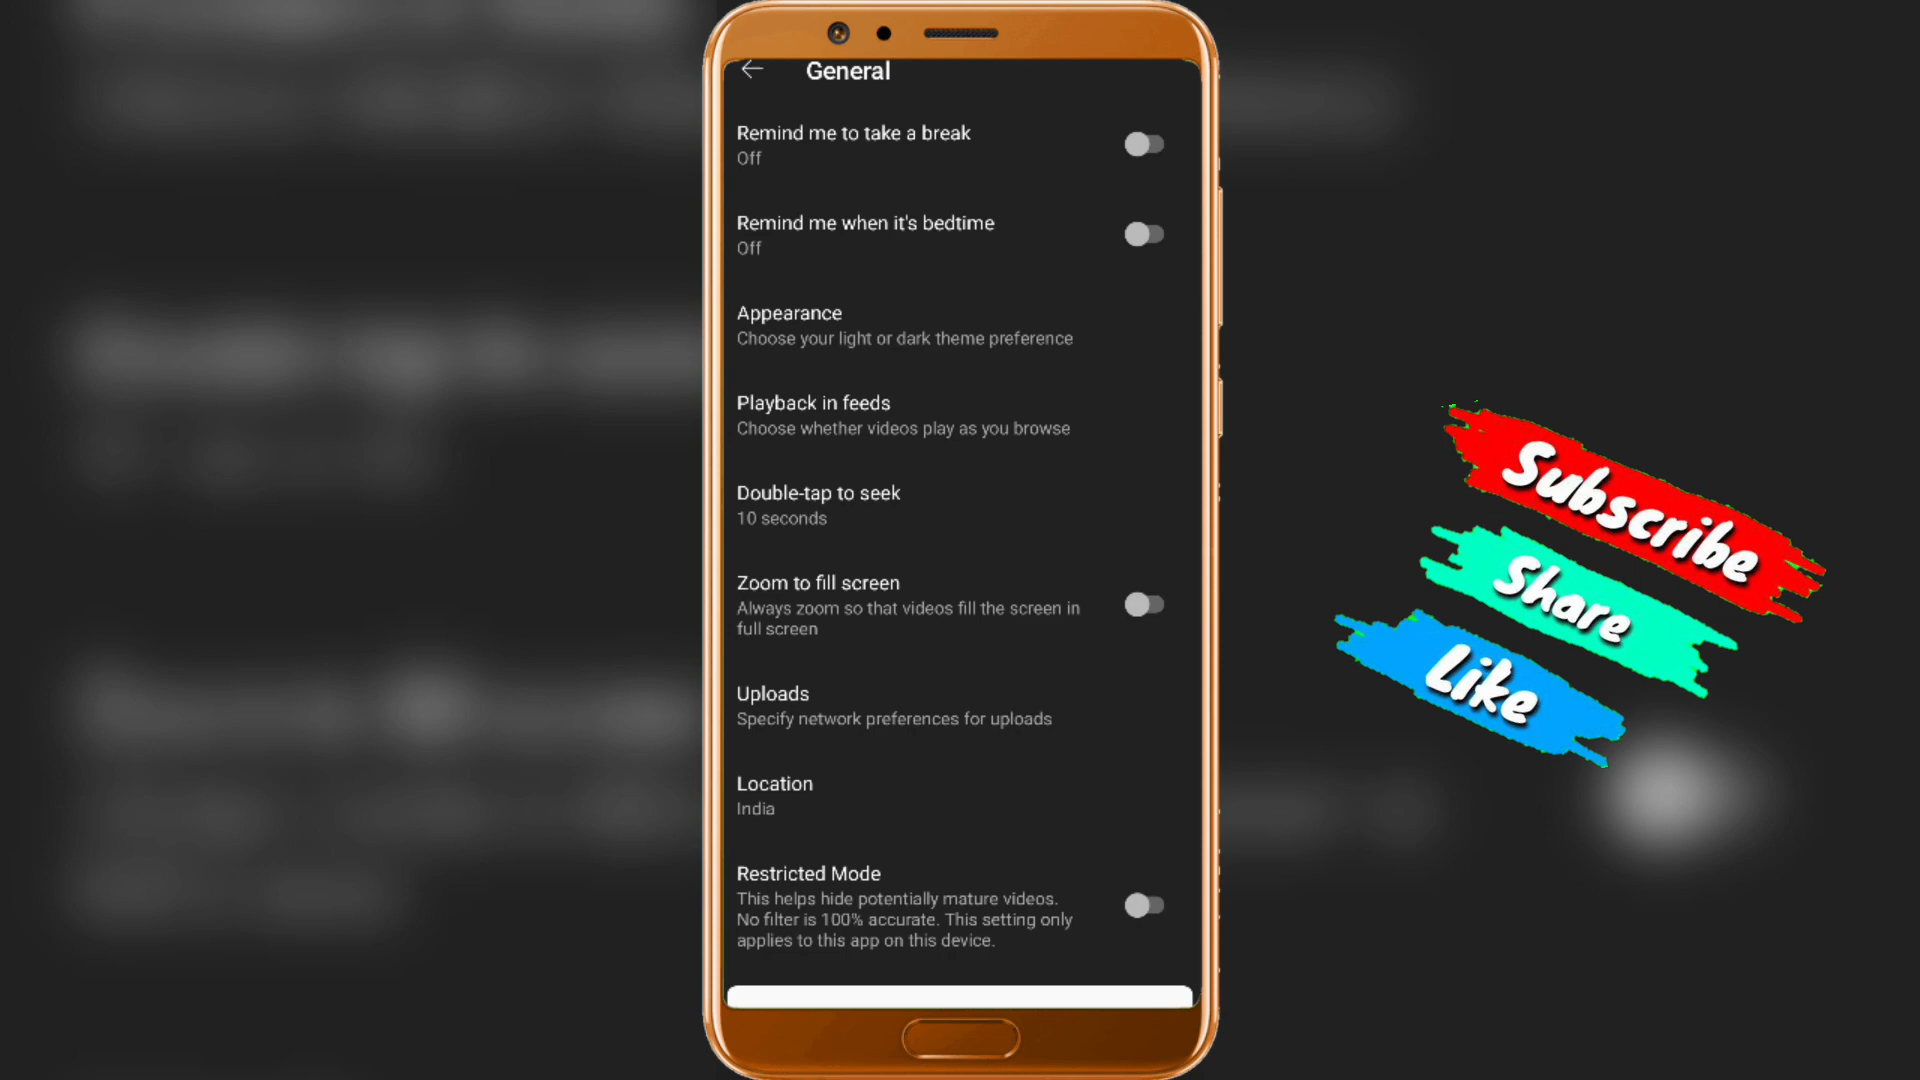 General
Remind me to take a break
Off
Remind me when it's bedtime
Off
Appearance
Choose your light or dark theme preference
Playback in feeds
Choose whether videos play as you browse
Double-tap to seek
10 seconds
Zoom to fill screen
Always zoom so that videos fill the screen in
full screen
Uploads
Specify network preferences for uploads
Location
India
Restricted Mode
This helps hide potentially mature videos.
No filter is 100% accurate. This setting only
applies to this app on this device.
Subscribe
Share
Like